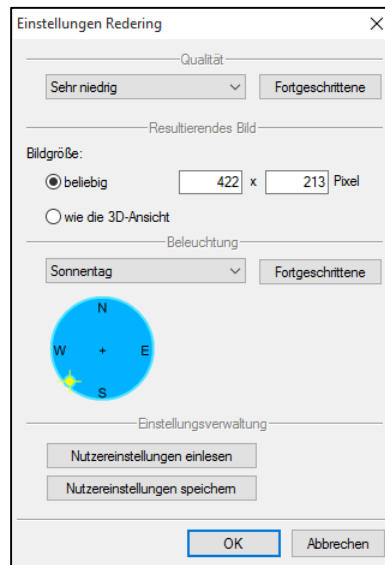 Einstellungen Redering
Qualität
Sehr niedrig Fortgeschrittene
Resultierendes Bild
Bildgröße:
beliebig 422 x 213 Pixel
wie die 3D-Ansicht
Beleuchtung
Sonnentag Fortgeschrittene
N
W + E
S
Einstellungsverwaltung
Nutzereinstellungen einlesen
Nutzereinstellungen speichern
OK Abbrechen